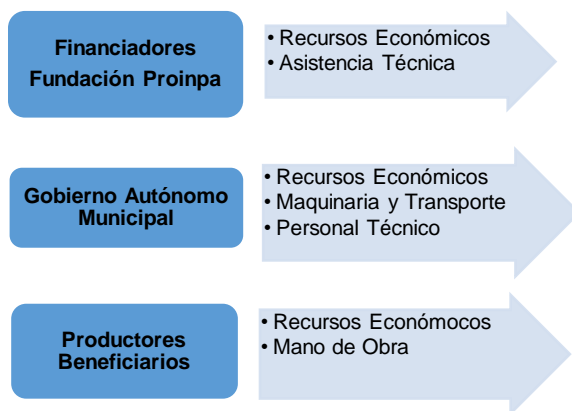 Financiadores
Fundación Proinpa
• Recursos Económicos
• Asistencia Técnica
Gobierno Autónomo
Municipal
• Recursos Económicos
• Maquinaria y Transporte
• Personal Técnico
Productores
Beneficiarios
• Recursos Económocos
• Mano de Obra